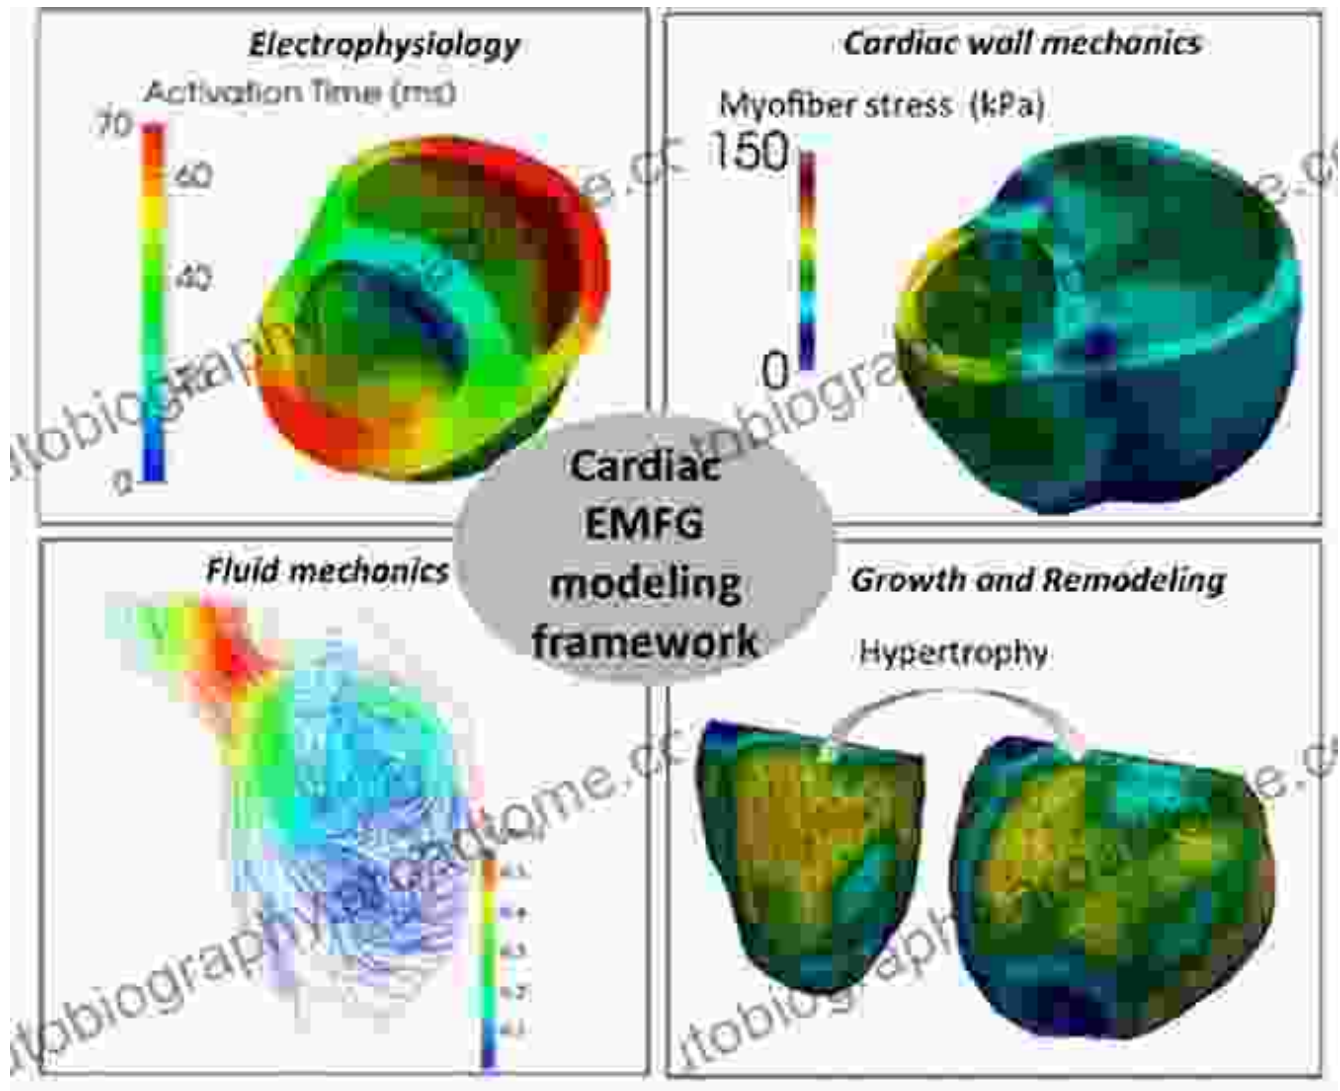 Electrophysiology
Activation Time (ms)
70
60
40
0
Cardiac wall mechanics
Myofiber stress (kPa)
150
0
Cardiac
EMFG
modeling
framework
Fluid mechanics
Growth and Remodeling
Hypertrophy